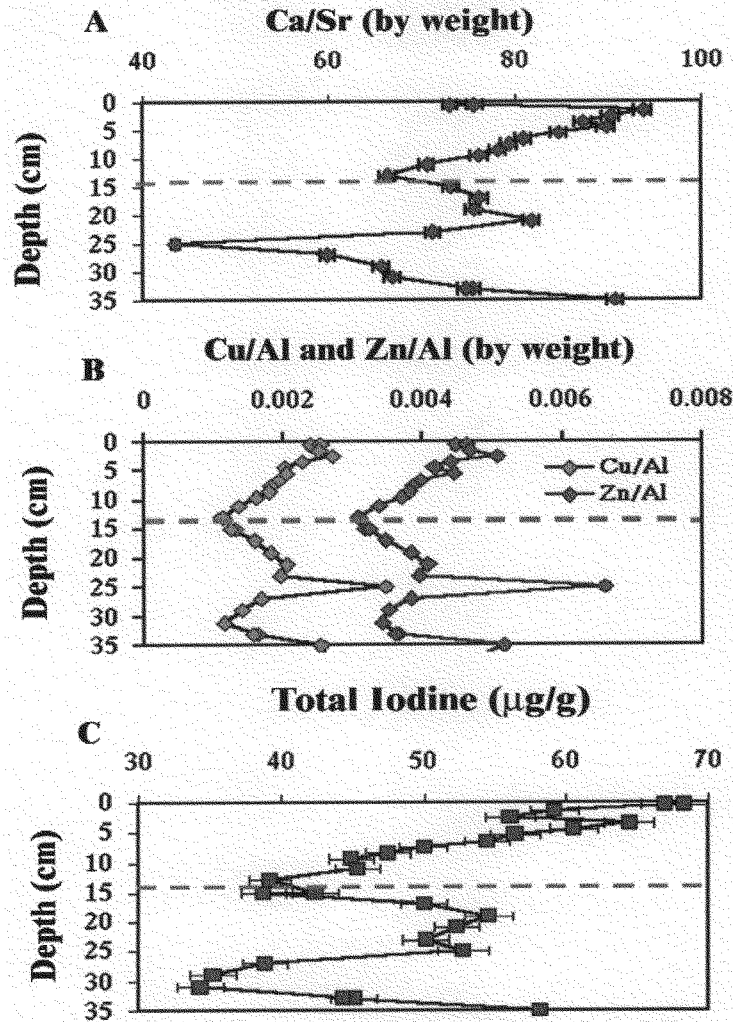 A
Ca/Sr (by weight)
40 60 80 100
0
5
10
15
20
25
30
35
Depth (cm)
Cu/Al and Zn/Al (by weight)
B
0 0.002 0.004 0.006 0.008
0
5
10
15
20
25
30
35
Depth (cm)
Cu/Al
Zn/Al
Total Iodine (µg/g)
C
30 40 50 60 70
0
5
10
15
20
25
30
35
Depth (cm)